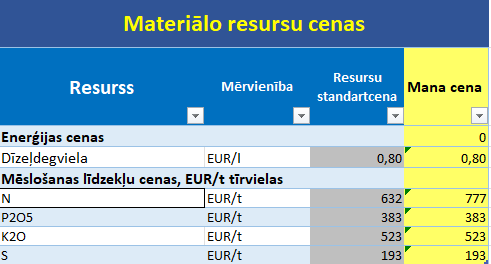 Materiālo resursu cenas
Resurss Mērvienība Resursu standartcena Mana cena
Enerģijas cenas 0
Dīzeļdegviela EUR/l 0,80 0,80
Mēslošanas līdzekļu cenas, EUR/t tīrvielas
N EUR/t 632 777
P2O5 EUR/t 383 383
K2O EUR/t 523 523
S EUR/t 193 193